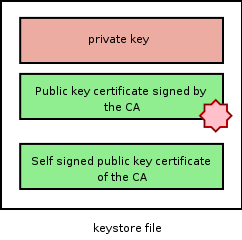 private key
Public key certificate signed by
the CA
Self signed public key certificate
of the CA
keystore file